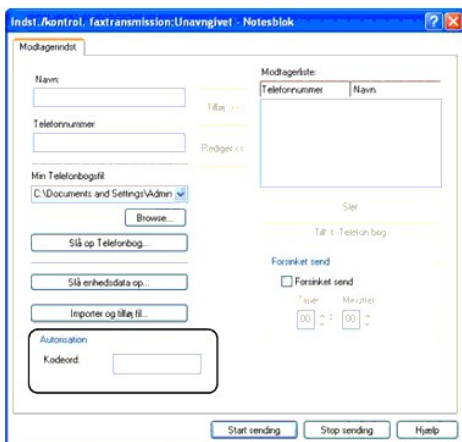 Indst./kontrol. faxtransmission:Unavngivet - Notesblok
Modtagerindst
Navn:
Telefonnummer:
Min Telefonbogsfil:
C:\Documents and Settings\Admin
Browse...
Slå op Telefonbog...
Slå enhedsdata op...
Importer og tilføj fil...
Autorisation
Kodeord:
Tilføj >>
Rediger <<
Modtagerliste:
Telefonnummer Navn
Slet
Tilf. t. Telefonbog
Forsinket send
Forsinket send
Timer Minutter
00 : 00
Start sending Stop sending Hjælp